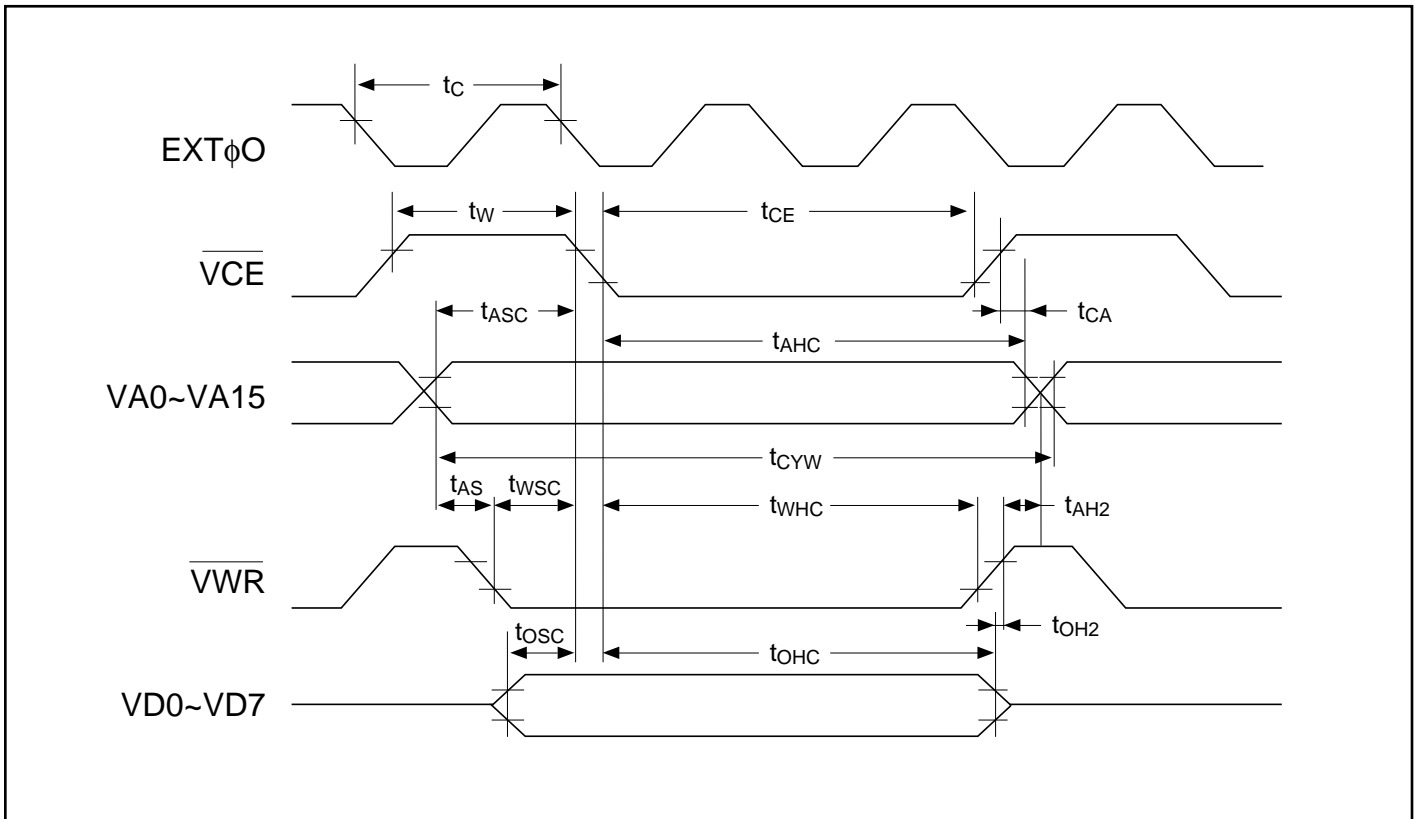 tC
EXTϕO
tW
tCE
VCE
tASC
tCA
tAHC
VA0~VA15
tCYW
tAS
tWSC
tWHC
tAH2
VWR
tOSC
tOH2
tOHC
VD0~VD7